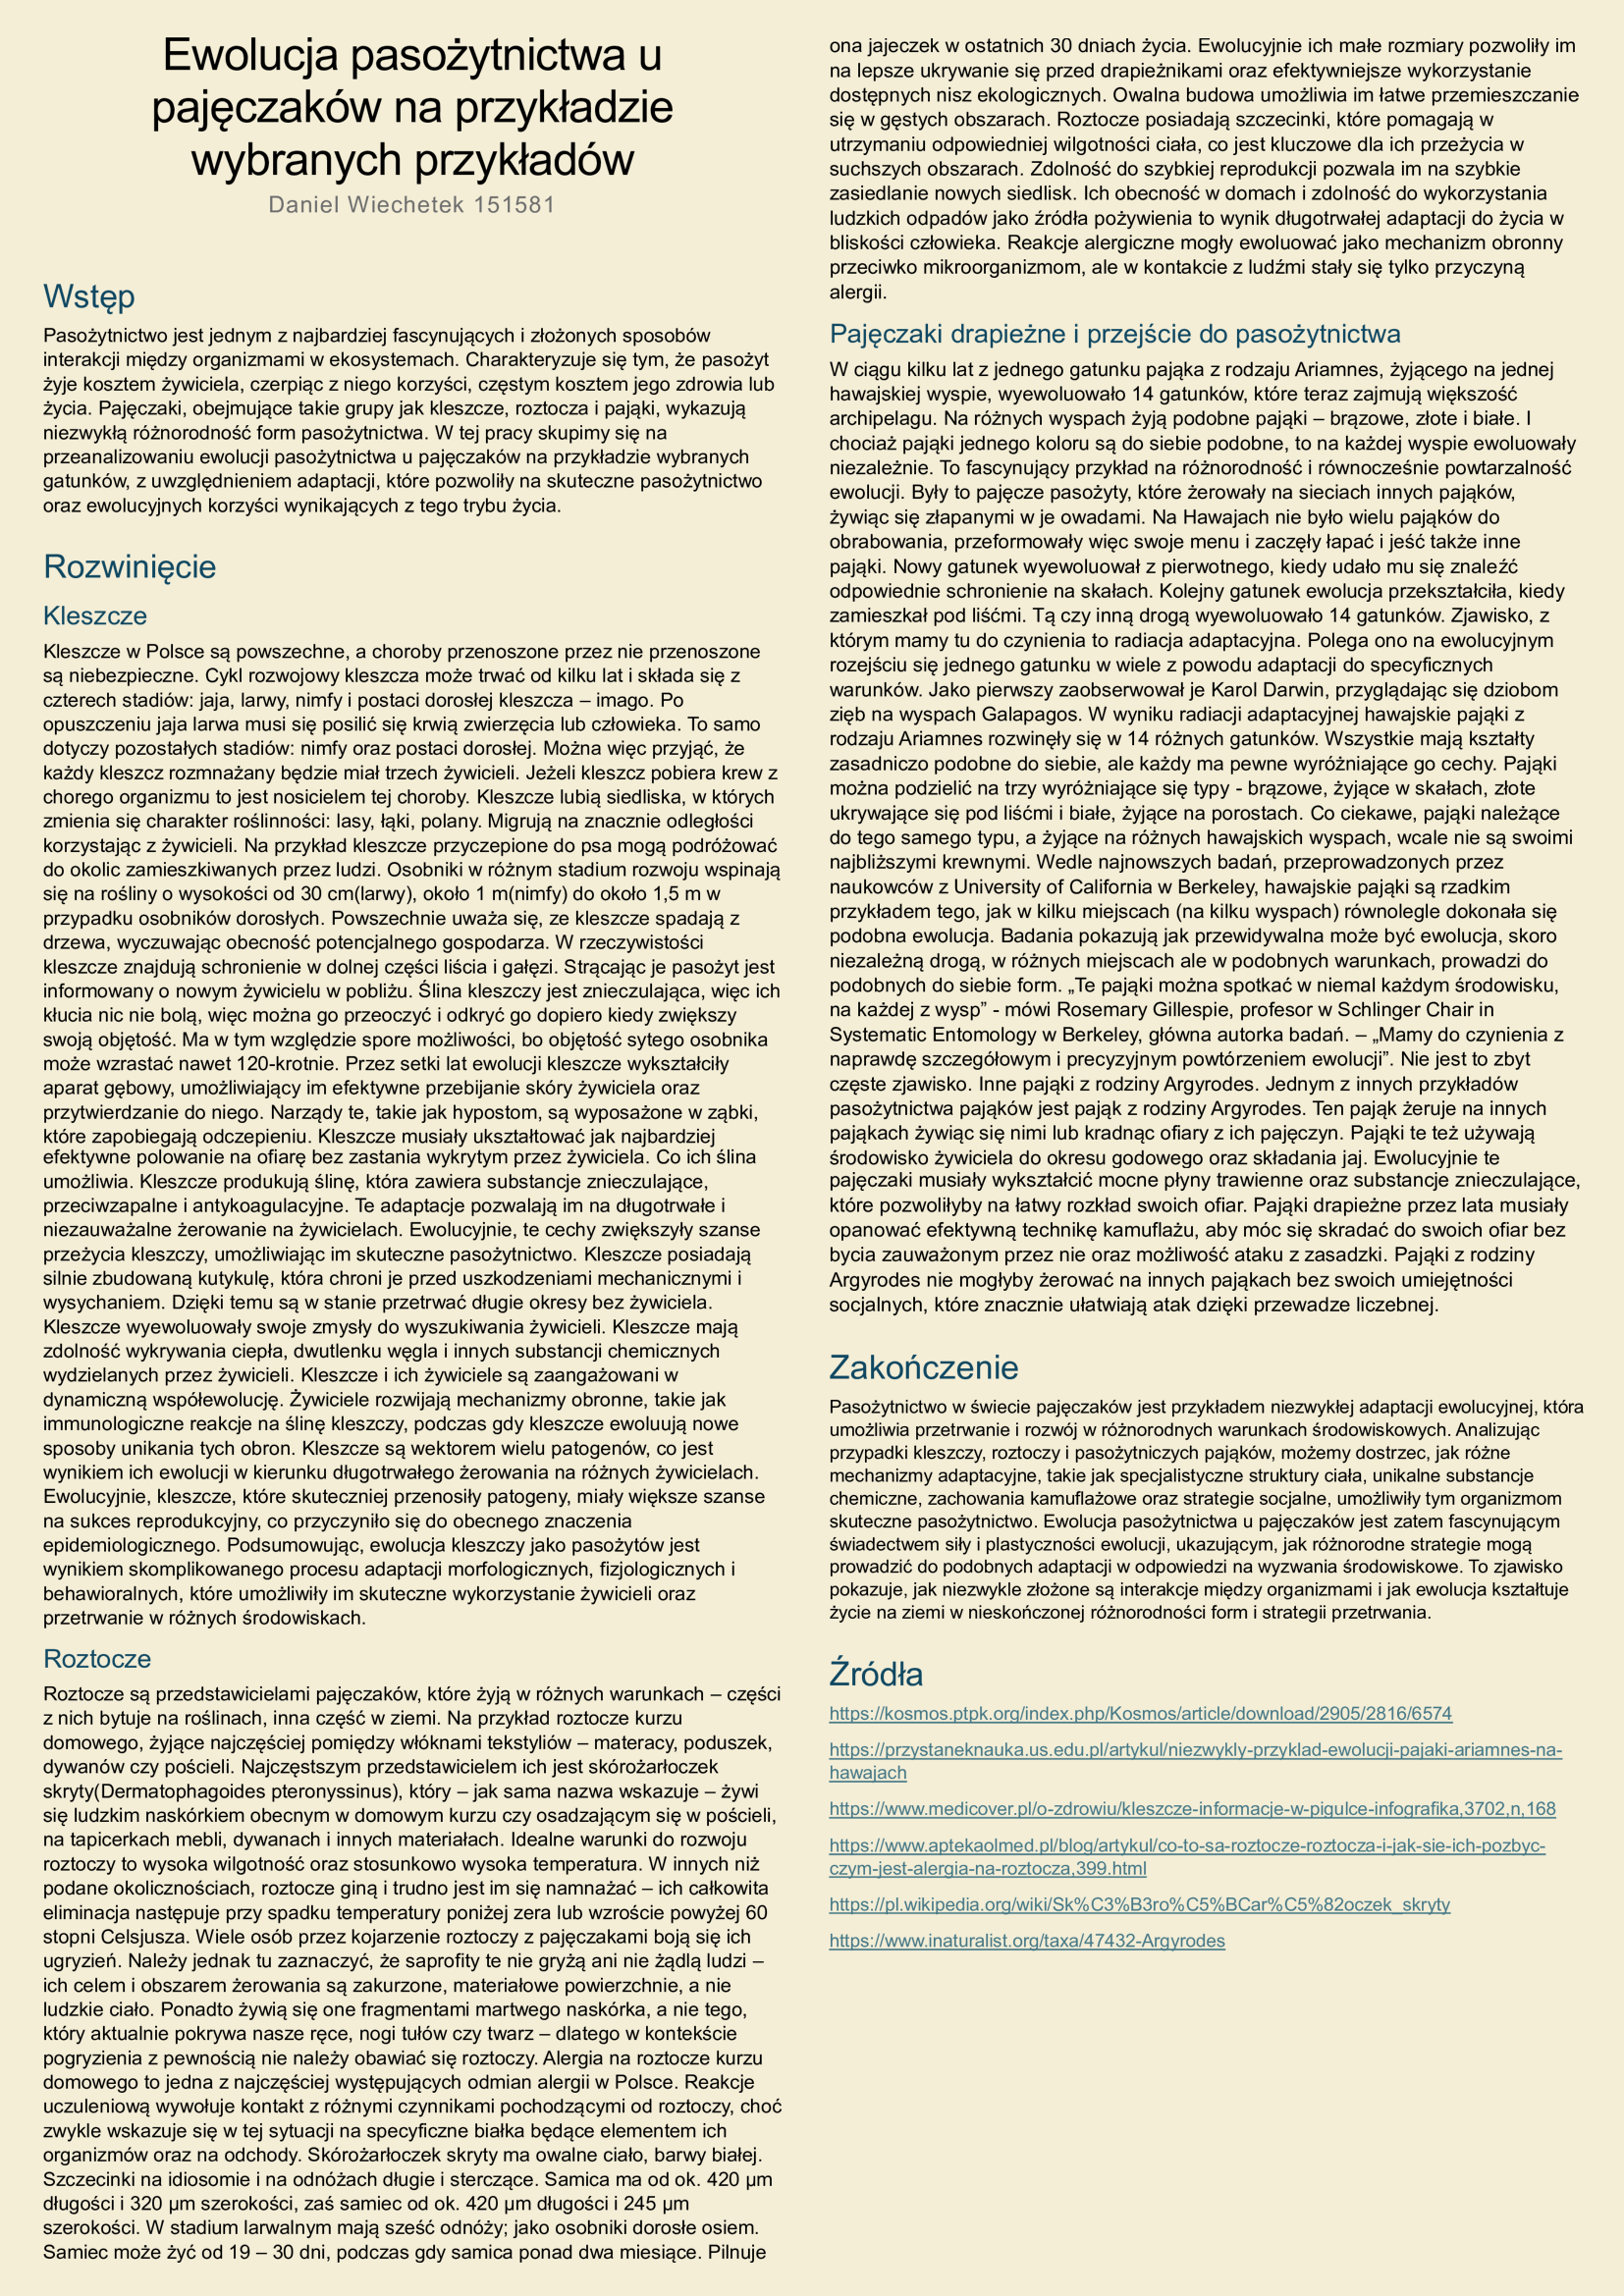 Ewolucja pasożytnictwa u
pajęczaków na przykładzie
wybranych przykładów
Daniel Wiechetek 151581
Wstęp
Pasożytnictwo jest jednym z najbardziej fascynujących i złożonych sposobów
interakcji między organizmami w ekosystemach. Charakteryzuje się tym, że pasożyt
żyje kosztem żywiciela, czerpiąc z niego korzyści, częstym kosztem jego zdrowia lub
życia. Pajęczaki, obejmujące takie grupy jak kleszcze, roztocza i pająki, wykazują
niezwykłą różnorodność form pasożytnictwa. W tej pracy skupimy się na
przeanalizowaniu ewolucji pasożytnictwa u pajęczaków na przykładzie wybranych
gatunków, z uwzględnieniem adaptacji, które pozwoliły na skuteczne pasożytnictwo
oraz ewolucyjnych korzyści wynikających z tego trybu życia.
Rozwinięcie
Kleszcze
Kleszcze w Polsce są powszechne, a choroby przenoszone przez nie przenoszone
są niebezpieczne. Cykl rozwojowy kleszcza może trwać od kilku lat i składa się z
czterech stadiów: jaja, larwy, nimfy i postaci dorosłej kleszcza – imago. Po
opuszczeniu jaja larwa musi się posilić się krwią zwierzęcia lub człowieka. To samo
dotyczy pozostałych stadiów: nimfy oraz postaci dorosłej. Można więc przyjąć, że
każdy kleszcz rozmnażany będzie miał trzech żywicieli. Jeżeli kleszcz pobiera krew z
chorego organizmu to jest nosicielem tej choroby. Kleszcze lubią siedliska, w których
zmienia się charakter roślinności: lasy, łąki, polany. Migrują na znacznie odległości
korzystając z żywicieli. Na przykład kleszcze przyczepione do psa mogą podróżować
do okolic zamieszkiwanych przez ludzi. Osobniki w różnym stadium rozwoju wspinają
się na rośliny o wysokości od 30 cm(larwy), około 1 m(nimfy) do około 1,5 m w
przypadku osobników dorosłych. Powszechnie uważa się, ze kleszcze spadają z
drzewa, wyczuwając obecność potencjalnego gospodarza. W rzeczywistości
kleszcze znajdują schronienie w dolnej części liścia i gałęzi. Strącając je pasożyt jest
informowany o nowym żywicielu w pobliżu. Ślina kleszczy jest znieczulająca, więc ich
kłucia nic nie bolą, więc można go przeoczyć i odkryć go dopiero kiedy zwiększy
swoją objętość. Ma w tym względzie spore możliwości, bo objętość sytego osobnika
może wzrastać nawet 120-krotnie. Przez setki lat ewolucji kleszcze wykształciły
aparat gębowy, umożliwiający im efektywne przebijanie skóry żywiciela oraz
przytwierdzanie do niego. Narządy te, takie jak hypostom, są wyposażone w ząbki,
które zapobiegają odczepieniu. Kleszcze musiały ukształtować jak najbardziej
efektywne polowanie na ofiarę bez zastania wykrytym przez żywiciela. Co ich ślina
umożliwia. Kleszcze produkują ślinę, która zawiera substancje znieczulające,
przeciwzapalne i antykoagulacyjne. Te adaptacje pozwalają im na długotrwałe i
niezauważalne żerowanie na żywicielach. Ewolucyjnie, te cechy zwiększyły szanse
przeżycia kleszczy, umożliwiając im skuteczne pasożytnictwo. Kleszcze posiadają
silnie zbudowaną kutykulę, która chroni je przed uszkodzeniami mechanicznymi i
wysychaniem. Dzięki temu są w stanie przetrwać długie okresy bez żywiciela.
Kleszcze wyewoluowały swoje zmysły do wyszukiwania żywicieli. Kleszcze mają
zdolność wykrywania ciepła, dwutlenku węgla i innych substancji chemicznych
wydzielanych przez żywicieli. Kleszcze i ich żywiciele są zaangażowani w
dynamiczną współewolucję. Żywiciele rozwijają mechanizmy obronne, takie jak
immunologiczne reakcje na ślinę kleszczy, podczas gdy kleszcze ewoluują nowe
sposoby unikania tych obron. Kleszcze są wektorem wielu patogenów, co jest
wynikiem ich ewolucji w kierunku długotrwałego żerowania na różnych żywicielach.
Ewolucyjnie, kleszcze, które skuteczniej przenosiły patogeny, miały większe szanse
na sukces reprodukcyjny, co przyczyniło się do obecnego znaczenia
epidemiologicznego. Podsumowując, ewolucja kleszczy jako pasożytów jest
wynikiem skomplikowanego procesu adaptacji morfologicznych, fizjologicznych i
behawioralnych, które umożliwiły im skuteczne wykorzystanie żywicieli oraz
przetrwanie w różnych środowiskach.
Roztocze
Roztocze są przedstawicielami pajęczaków, które żyją w różnych warunkach – części
z nich bytuje na roślinach, inna część w ziemi. Na przykład roztocze kurzu
domowego, żyjące najczęściej pomiędzy włóknami tekstyliów – materacy, poduszek,
dywanów czy pościeli. Najczęstszym przedstawicielem ich jest skórożarłoczek
skryty(Dermatophagoides pteronyssinus), który – jak sama nazwa wskazuje – żywi
się ludzkim naskórkiem obecnym w domowym kurzu czy osadzającym się w pościeli,
na tapicerkach mebli, dywanach i innych materiałach. Idealne warunki do rozwoju
roztoczy to wysoka wilgotność oraz stosunkowo wysoka temperatura. W innych niż
podane okolicznościach, roztocze giną i trudno jest im się namnażać – ich całkowita
eliminacja następuje przy spadku temperatury poniżej zera lub wzroście powyżej 60
stopni Celsjusza. Wiele osób przez kojarzenie roztoczy z pajęczakami boją się ich
ugryzień. Należy jednak tu zaznaczyć, że saprofity te nie gryżą ani nie żądlą ludzi –
ich celem i obszarem żerowania są zakurzone, materiałowe powierzchnie, a nie
ludzkie ciało. Ponadto żywią się one fragmentami martwego naskórka, a nie tego,
który aktualnie pokrywa nasze ręce, nogi tułów czy twarz – dlatego w kontekście
pogryzienia z pewnością nie należy obawiać się roztoczy. Alergia na roztocze kurzu
domowego to jedna z najczęściej występujących odmian alergii w Polsce. Reakcje
uczuleniową wywołuje kontakt z różnymi czynnikami pochodzącymi od roztoczy, choć
zwykle wskazuje się w tej sytuacji na specyficzne białka będące elementem ich
organizmów oraz na odchody. Skórożarłoczek skryty ma owalne ciało, barwy białej.
Szczecinki na idiosomie i na odnóżach długie i sterczące. Samica ma od ok. 420 μm
długości i 320 μm szerokości, zaś samiec od ok. 420 μm długości i 245 μm
szerokości. W stadium larwalnym mają sześć odnóży; jako osobniki dorosłe osiem.
Samiec może żyć od 19 – 30 dni, podczas gdy samica ponad dwa miesiące. Pilnuje
ona jajeczek w ostatnich 30 dniach życia. Ewolucyjnie ich małe rozmiary pozwoliły im
na lepsze ukrywanie się przed drapieżnikami oraz efektywniejsze wykorzystanie
dostępnych nisz ekologicznych. Owalna budowa umożliwia im łatwe przemieszczanie
się w gęstych obszarach. Roztocze posiadają szczecinki, które pomagają w
utrzymaniu odpowiedniej wilgotności ciała, co jest kluczowe dla ich przeżycia w
suchszych obszarach. Zdolność do szybkiej reprodukcji pozwala im na szybkie
zasiedlanie nowych siedlisk. Ich obecność w domach i zdolność do wykorzystania
ludzkich odpadów jako źródła pożywienia to wynik długotrwałej adaptacji do życia w
bliskości człowieka. Reakcje alergiczne mogły ewoluować jako mechanizm obronny
przeciwko mikroorganizmom, ale w kontakcie z ludźmi stały się tylko przyczyną
alergii.
Pajęczaki drapieżne i przejście do pasożytnictwa
W ciągu kilku lat z jednego gatunku pająka z rodzaju Ariamnes, żyjącego na jednej
hawajskiej wyspie, wyewoluowało 14 gatunków, które teraz zajmują większość
archipelagu. Na różnych wyspach żyją podobne pająki – brązowe, złote i białe. I
chociaż pająki jednego koloru są do siebie podobne, to na każdej wyspie ewoluowały
niezależnie. To fascynujący przykład na różnorodność i równocześnie powtarzalność
ewolucji. Były to pajęcze pasożyty, które żerowały na sieciach innych pająków,
żywiąc się złapanymi w je owadami. Na Hawajach nie było wielu pająków do
obrabowania, przeformowały więc swoje menu i zaczęły łapać i jeść także inne
pająki. Nowy gatunek wyewoluował z pierwotnego, kiedy udało mu się znaleźć
odpowiednie schronienie na skałach. Kolejny gatunek ewolucja przekształciła, kiedy
zamieszkał pod liśćmi. Tą czy inną drogą wyewoluowało 14 gatunków. Zjawisko, z
którym mamy tu do czynienia to radiacja adaptacyjna. Polega ono na ewolucyjnym
rozejściu się jednego gatunku w wiele z powodu adaptacji do specyficznych
warunków. Jako pierwszy zaobserwował je Karol Darwin, przyglądając się dziobom
zięb na wyspach Galapagos. W wyniku radiacji adaptacyjnej hawajskie pająki z
rodzaju Ariamnes rozwinęły się w 14 różnych gatunków. Wszystkie mają kształty
zasadniczo podobne do siebie, ale każdy ma pewne wyróżniające go cechy. Pająki
można podzielić na trzy wyróżniające się typy - brązowe, żyjące w skałach, złote
ukrywające się pod liśćmi i białe, żyjące na porostach. Co ciekawe, pająki należące
do tego samego typu, a żyjące na różnych hawajskich wyspach, wcale nie są swoimi
najbliższymi krewnymi. Wedle najnowszych badań, przeprowadzonych przez
naukowców z University of California w Berkeley, hawajskie pająki są rzadkim
przykładem tego, jak w kilku miejscach (na kilku wyspach) równolegle dokonała się
podobna ewolucja. Badania pokazują jak przewidywalna może być ewolucja, skoro
niezależną drogą, w różnych miejscach ale w podobnych warunkach, prowadzi do
podobnych do siebie form. „Te pająki można spotkać w niemal każdym środowisku,
na każdej z wysp” - mówi Rosemary Gillespie, profesor w Schlinger Chair in
Systematic Entomology w Berkeley, główna autorka badań. – „Mamy do czynienia z
naprawdę szczegółowym i precyzyjnym powtórzeniem ewolucji”. Nie jest to zbyt
częste zjawisko. Inne pająki z rodziny Argyrodes. Jednym z innych przykładów
pasożytnictwa pająków jest pająk z rodziny Argyrodes. Ten pająk żeruje na innych
pająkach żywiąc się nimi lub kradnąc ofiary z ich pajęczyn. Pająki te też używają
środowisko żywiciela do okresu godowego oraz składania jaj. Ewolucyjnie te
pajęczaki musiały wykształcić mocne płyny trawienne oraz substancje znieczulające,
które pozwoliłyby na łatwy rozkład swoich ofiar. Pająki drapieżne przez lata musiały
opanować efektywną technikę kamuflażu, aby móc się skradać do swoich ofiar bez
bycia zauważonym przez nie oraz możliwość ataku z zasadzki. Pająki z rodziny
Argyrodes nie mogłyby żerować na innych pająkach bez swoich umiejętności
socjalnych, które znacznie ułatwiają atak dzięki przewadze liczebnej.
Zakończenie
Pasożytnictwo w świecie pajęczaków jest przykładem niezwykłej adaptacji ewolucyjnej, która
umożliwia przetrwanie i rozwój w różnorodnych warunkach środowiskowych. Analizując
przypadki kleszczy, roztoczy i pasożytniczych pająków, możemy dostrzec, jak różne
mechanizmy adaptacyjne, takie jak specjalistyczne struktury ciała, unikalne substancje
chemiczne, zachowania kamuflażowe oraz strategie socjalne, umożliwiły tym organizmom
skuteczne pasożytnictwo. Ewolucja pasożytnictwa u pajęczaków jest zatem fascynującym
świadectwem siły i plastyczności ewolucji, ukazującym, jak różnorodne strategie mogą
prowadzić do podobnych adaptacji w odpowiedzi na wyzwania środowiskowe. To zjawisko
pokazuje, jak niezwykle złożone są interakcje między organizmami i jak ewolucja kształtuje
życie na ziemi w nieskończonej różnorodności form i strategii przetrwania.
Źródła
https://kosmos.ptpk.org/index.php/Kosmos/article/download/2905/2816/6574
https://przystaneknauka.us.edu.pl/artykul/niezwykly-przyklad-ewolucji-pajaki-ariamnes-na-
hawajach
https://www.medicover.pl/o-zdrowiu/kleszcze-informacje-w-pigulce-infografika,3702,n,168
https://www.aptekaolmed.pl/blog/artykul/co-to-sa-roztocze-roztocza-i-jak-sie-ich-pozbyc-
czym-jest-alergia-na-roztocza,399.html
https://pl.wikipedia.org/wiki/Sk%C3%B3ro%C5%BCar%C5%82oczek_skryty
https://www.inaturalist.org/taxa/47432-Argyrodes